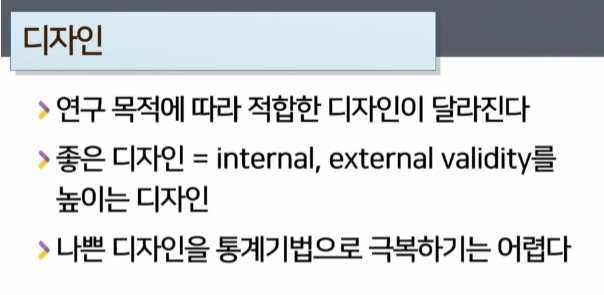 디자인
연구 목적에 따라 적합한 디자인이 달라진다
좋은 디자인 = internal, external validity를
높이는 디자인
나쁜 디자인을 통계기법으로 극복하기는 어렵다